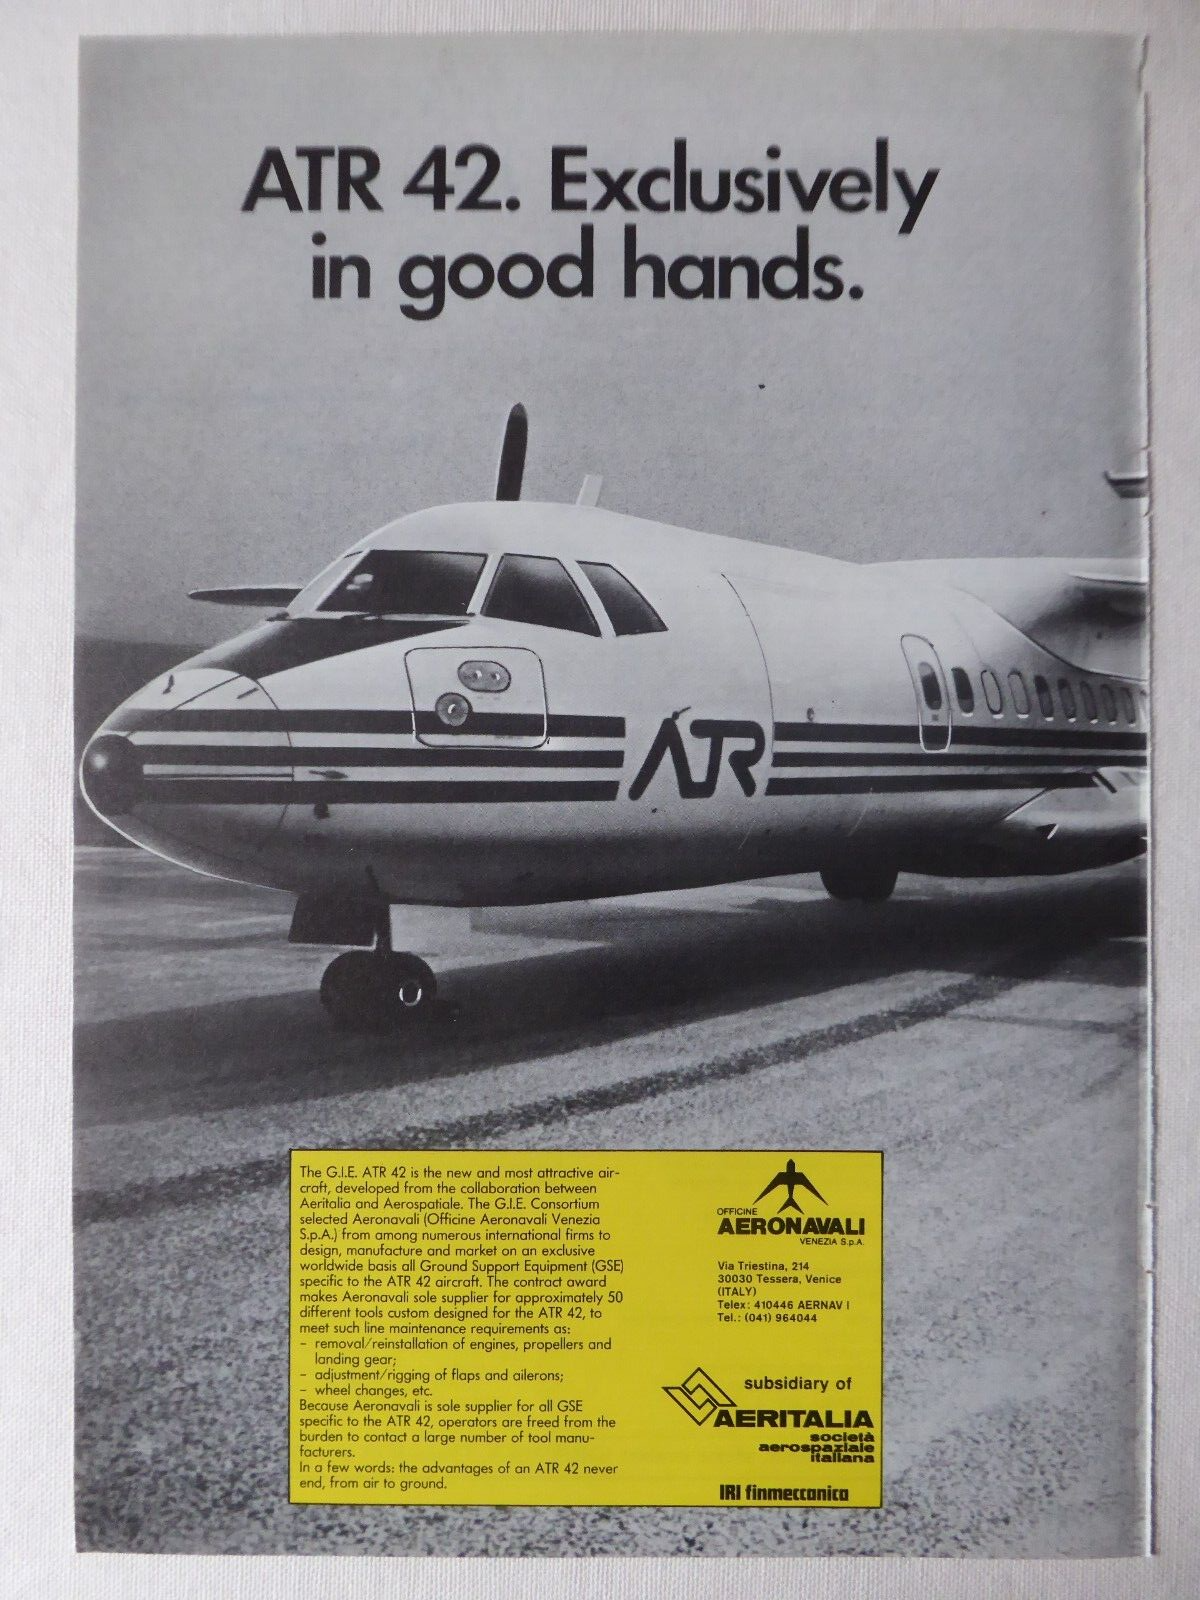 ATR 42. Exclusively
in good hands.
ATR
The G.I.E. ATR 42 is the new and most attractive air-
craft, developed from the collaboration between
Aeritalia and Aerospatiale. The G.I.E. Consortium
selected Aeronavali (Officine Aeronavali Venezia
S.p.A.) from among numerous international firms to
design, manufacture and market on an exclusive
worldwide basis all Ground Support Equipment (GSE)
specific to the ATR 42 aircraft. The contract award
makes Aeronavali sole supplier for approximately 50
different tools custom designed for the ATR 42, to
meet such line maintenance requirements as:
– removal/reinstallation of engines, propellers and
landing gear;
– adjustment/rigging of flaps and ailerons;
– wheel changes, etc.
Because Aeronavali is sole supplier for all GSE
specific to the ATR 42, operators are freed from the
burden to contact a large number of tool manu-
facturers.
In a few words: the advantages of an ATR 42 never
end, from air to ground.
OFFICINE
AERONAVALI
VENEZIA S.p.A.
Via Triestina, 214
30030 Tessera, Venice
(ITALY)
Telex: 410446 AERNAV I
Tel.: (041) 964044
subsidiary of
AERITALIA
società
aerospaziale
italiana
IRI finmeccanica